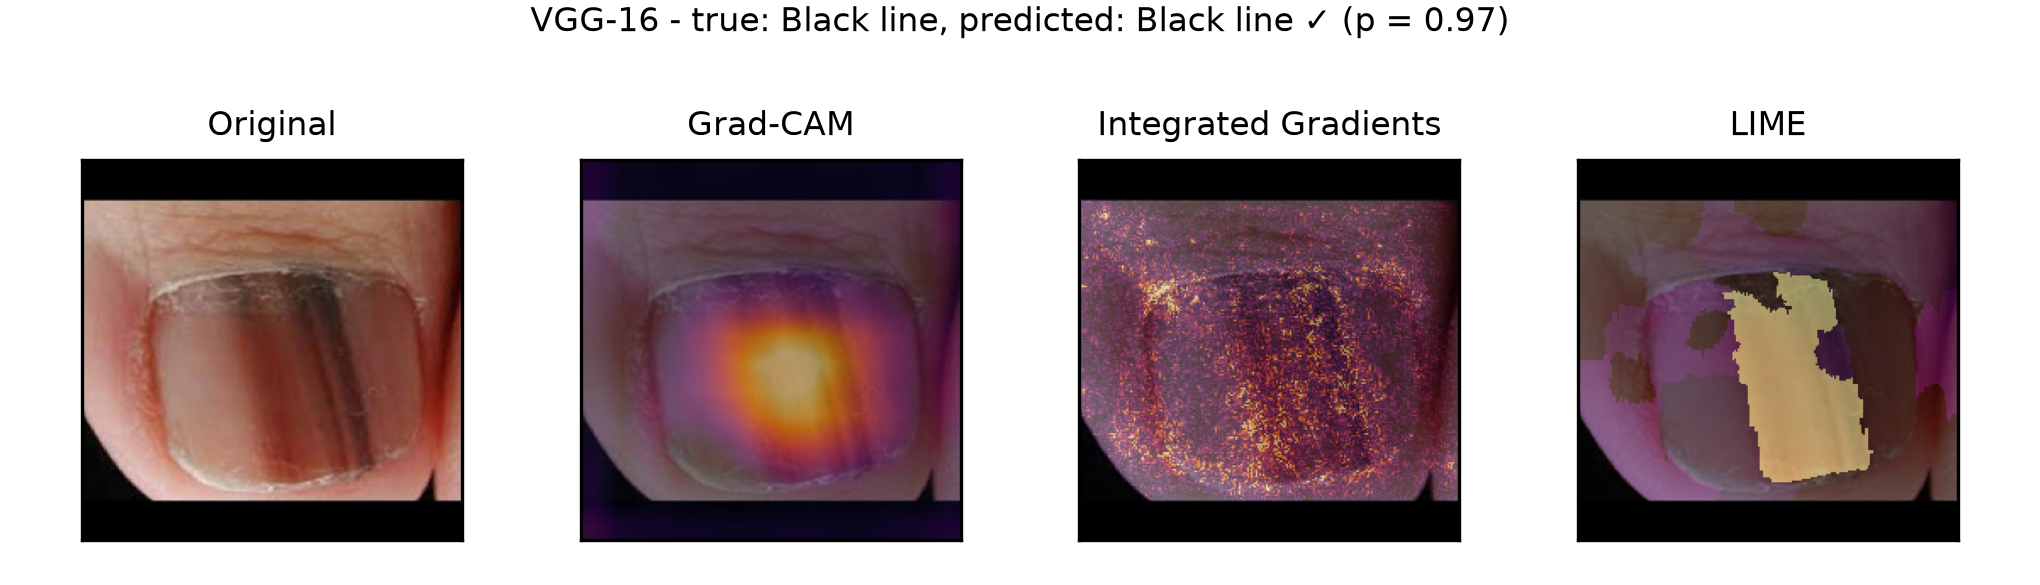 VGG-16 - true: Black line, predicted: Black line ✓ (p = 0.97)
Original
Grad-CAM
Integrated Gradients
LIME